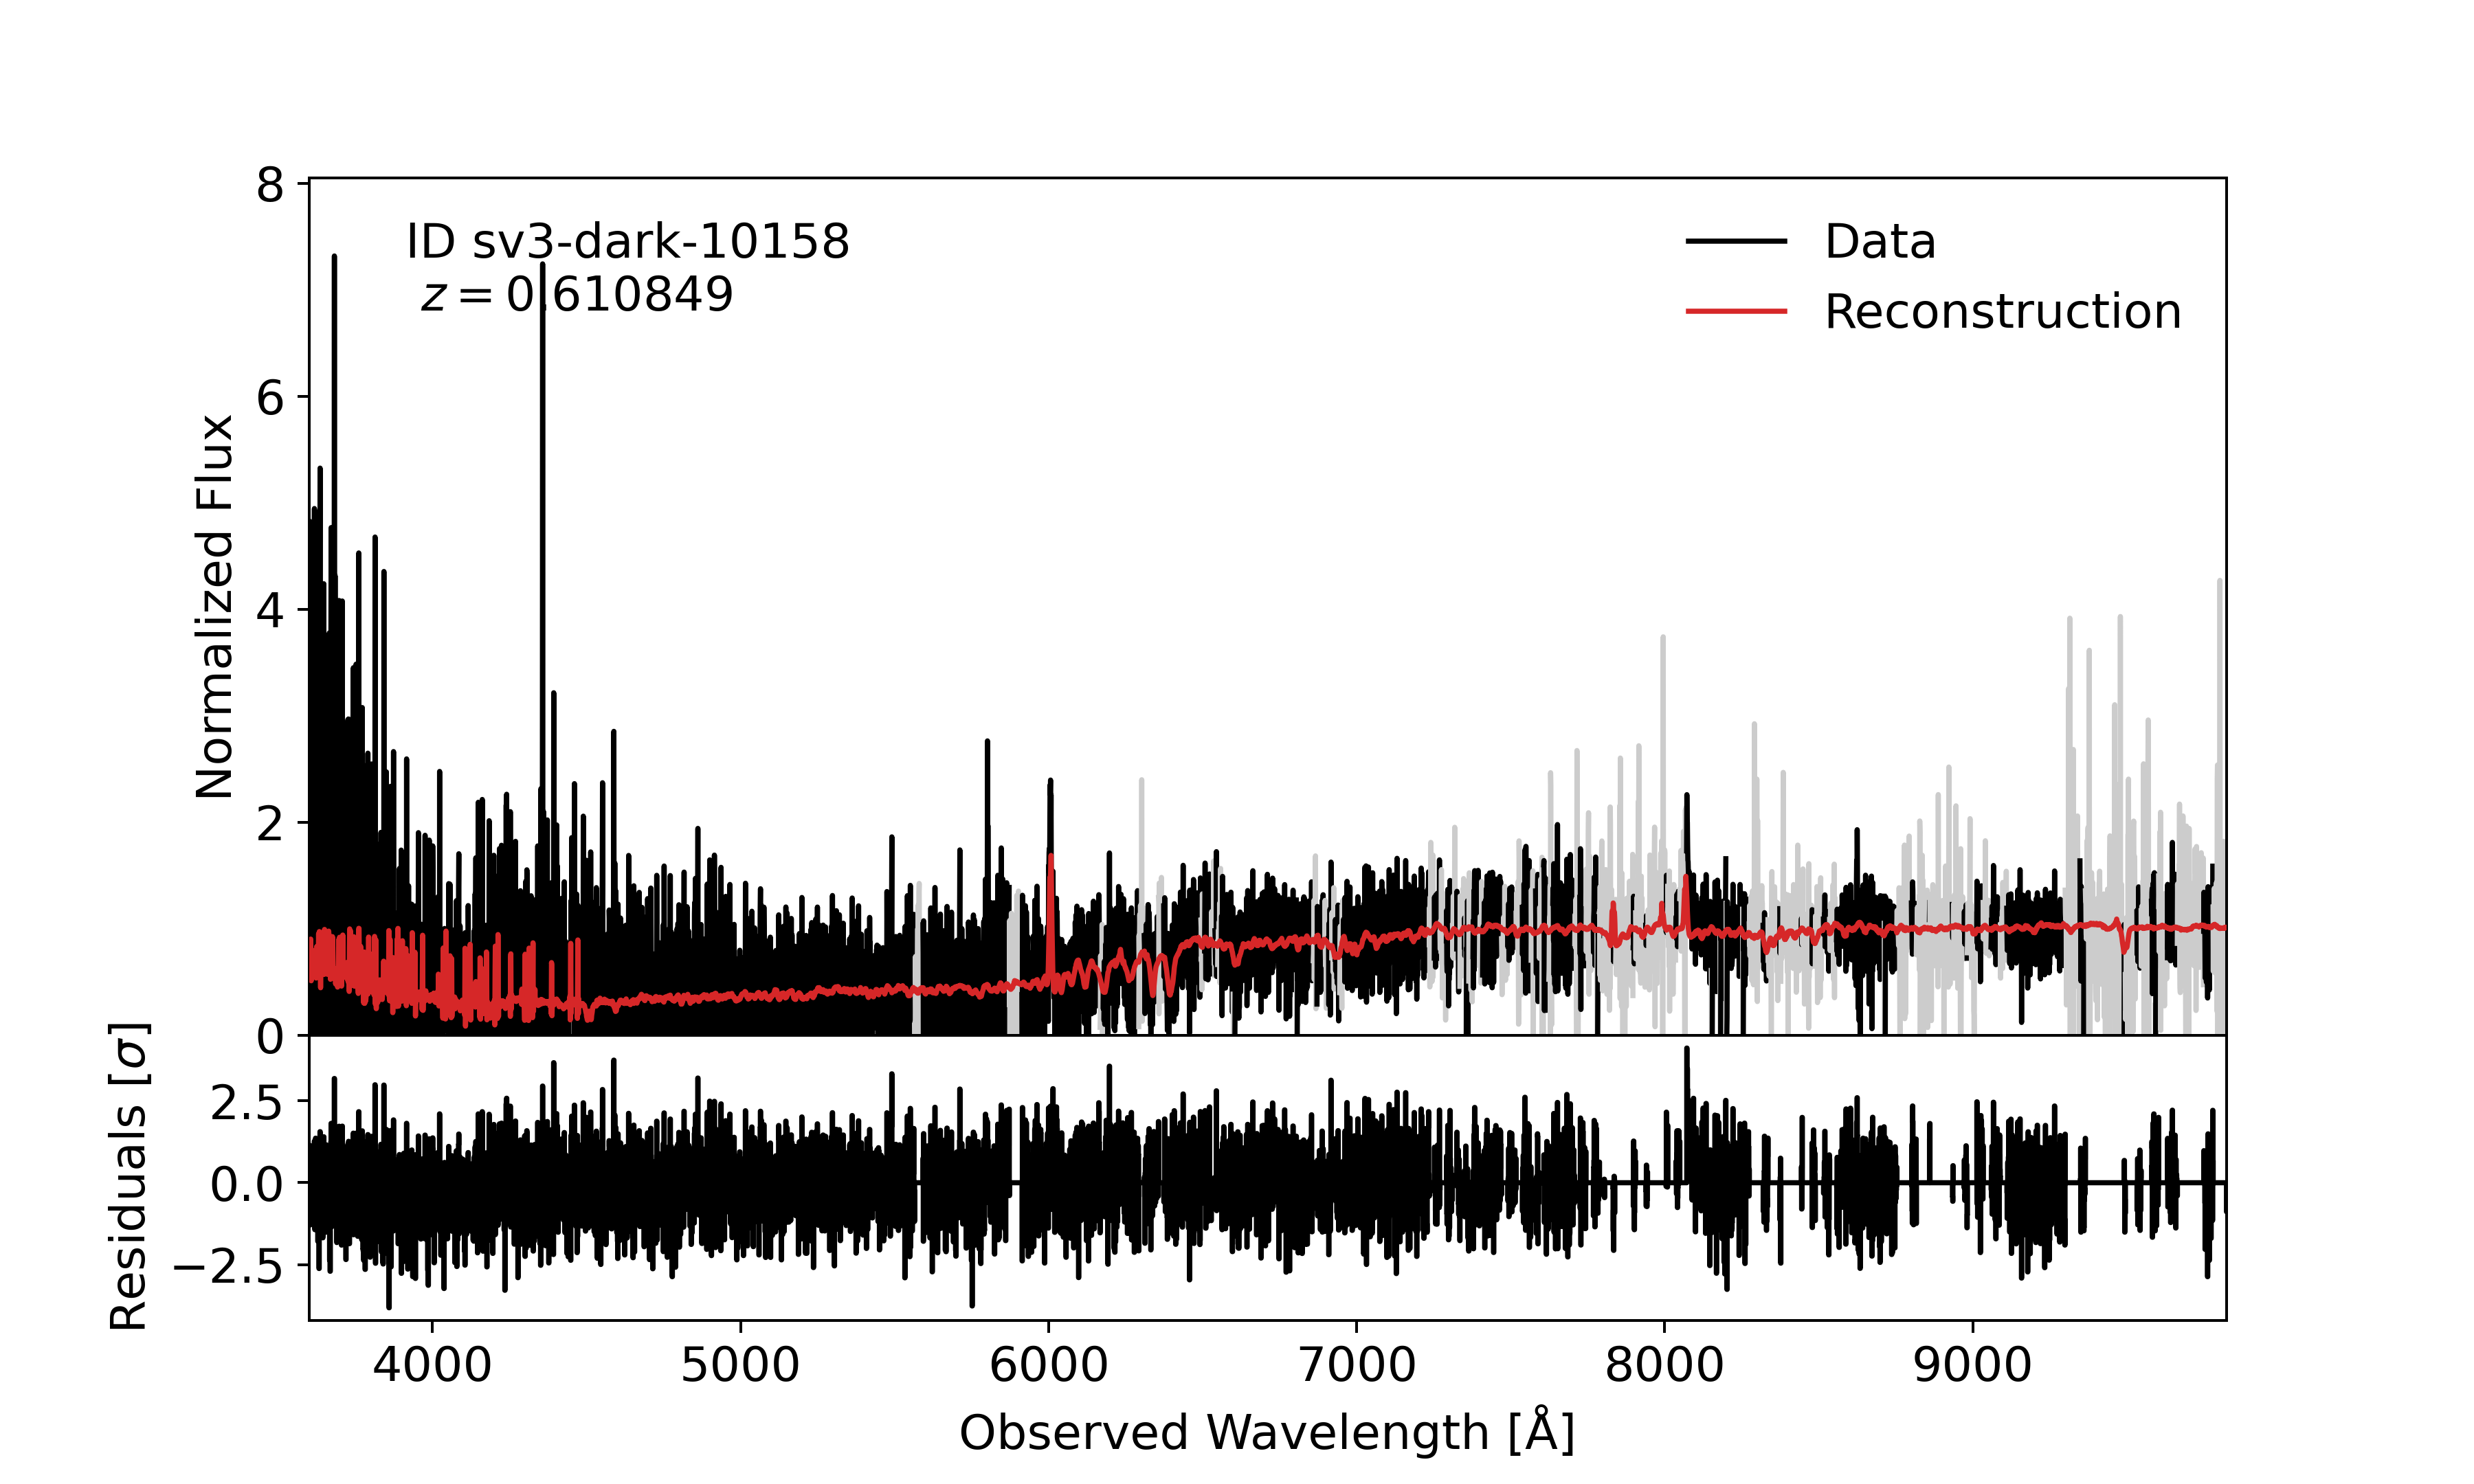 8
ID sv3-dark-10158
z = 0.610849
Data
Reconstruction
6
4
2
0
Normalized Flux
2.5
0.0
−2.5
Residuals [σ]
4000 5000 6000 7000 8000 9000
Observed Wavelength [Å]